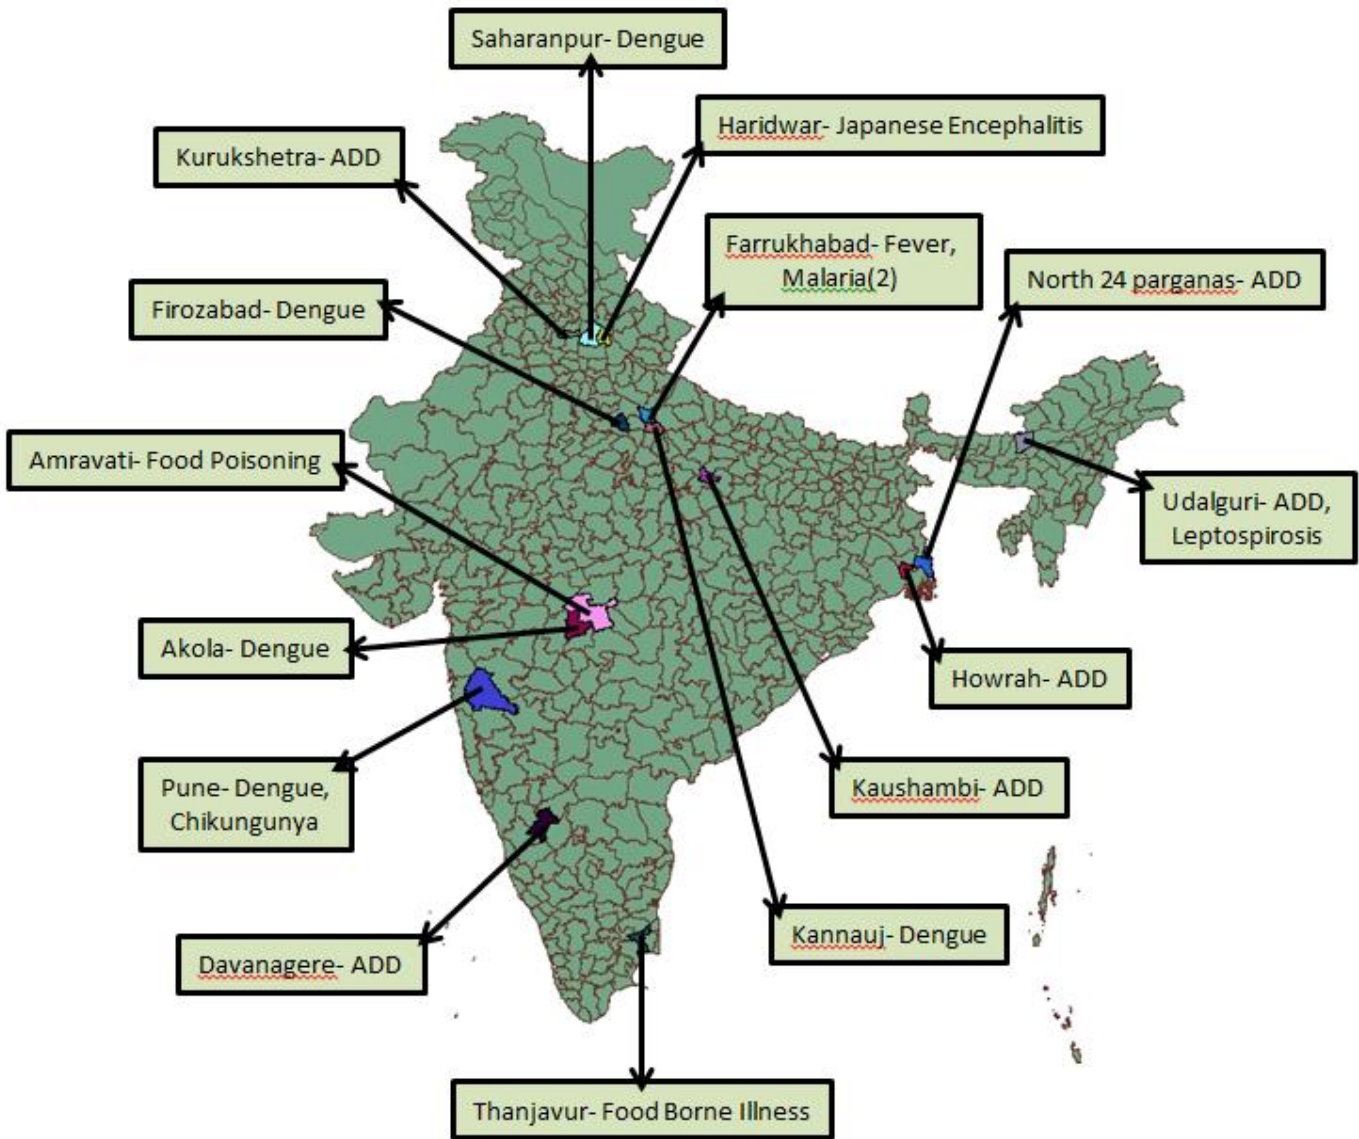 Saharanpur- Dengue
Haridwar- Japanese Encephalitis
Kurukshetra- ADD
Farrukhabad- Fever,
Malaria(2)
North 24 parganas- ADD
Firozabad- Dengue
Amravati- Food Poisoning
Udalguri- ADD,
Leptospirosis
Akola- Dengue
Howrah- ADD
Pune- Dengue,
Chikungunya
Kaushambi- ADD
Kannauj- Dengue
Davanagere- ADD
Thanjavur- Food Borne Illness